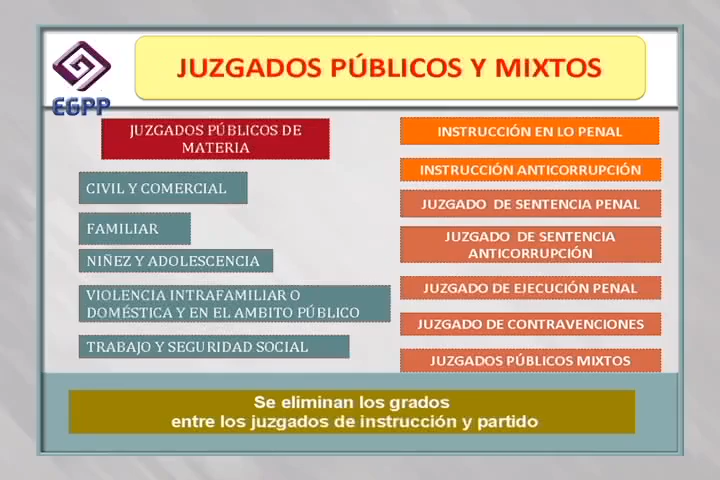 JUZGADOS PÚBLICOS Y MIXTOS
EGPP
JUZGADOS PÚBLICOS DE
MATERIA
CIVIL Y COMERCIAL
FAMILIAR
NIÑEZ Y ADOLESCENCIA
VIOLENCIA INTRAFAMILIAR O
DOMÉSTICA Y EN EL AMBITO PÚBLICO
TRABAJO Y SEGURIDAD SOCIAL
INSTRUCCIÓN EN LO PENAL
INSTRUCCIÓN ANTICORRUPCIÓN
JUZGADO DE SENTENCIA PENAL
JUZGADO DE SENTENCIA
ANTICORRUPCIÓN
JUZGADO DE EJECUCIÓN PENAL
JUZGADO DE CONTRAVENCIONES
JUZGADOS PÚBLICOS MIXTOS
Se eliminan los grados
entre los juzgados de instrucción y partido